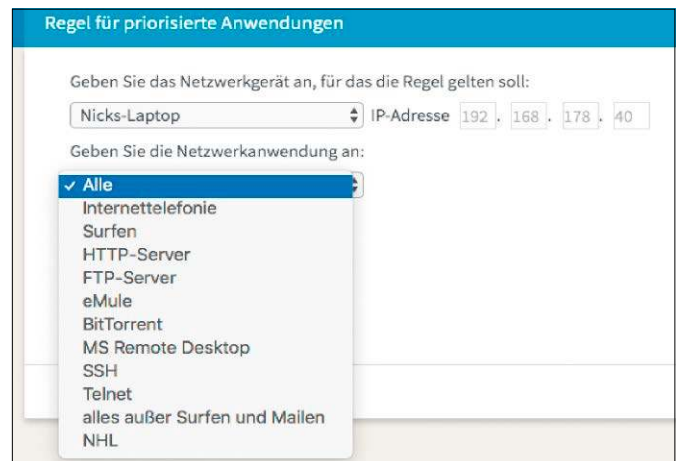 Regel für priorisierte Anwendungen
Geben Sie das Netzwerkgerät an, für das die Regel gelten soll:
Nicks-Laptop IP-Adresse 192 . 168 . 178 . 40
Geben Sie die Netzwerkanwendung an:
✓ Alle
Internettelefonie
Surfen
HTTP-Server
FTP-Server
eMule
BitTorrent
MS Remote Desktop
SSH
Telnet
alles außer Surfen und Mailen
NHL